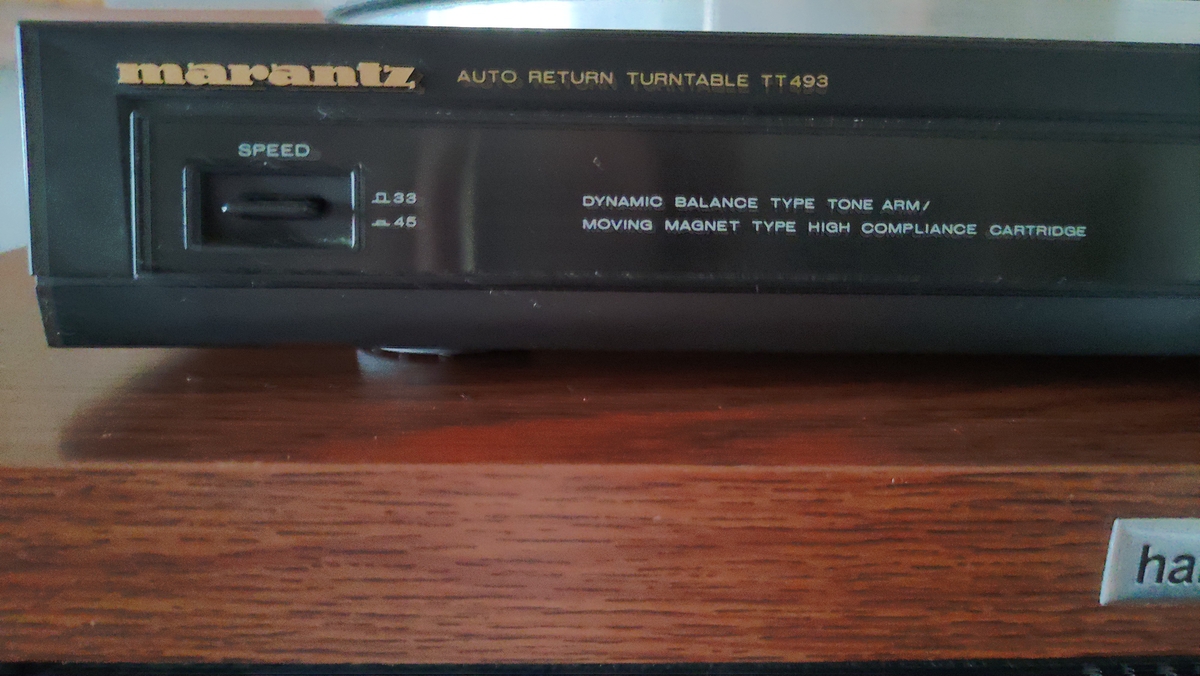 marantz AUTO RETURN TURNTABLE TT493
SPEED
33
45
DYNAMIC BALANCE TYPE TONE ARM/
MOVING MAGNET TYPE HIGH COMPLIANCE CARTRIDGE
ha